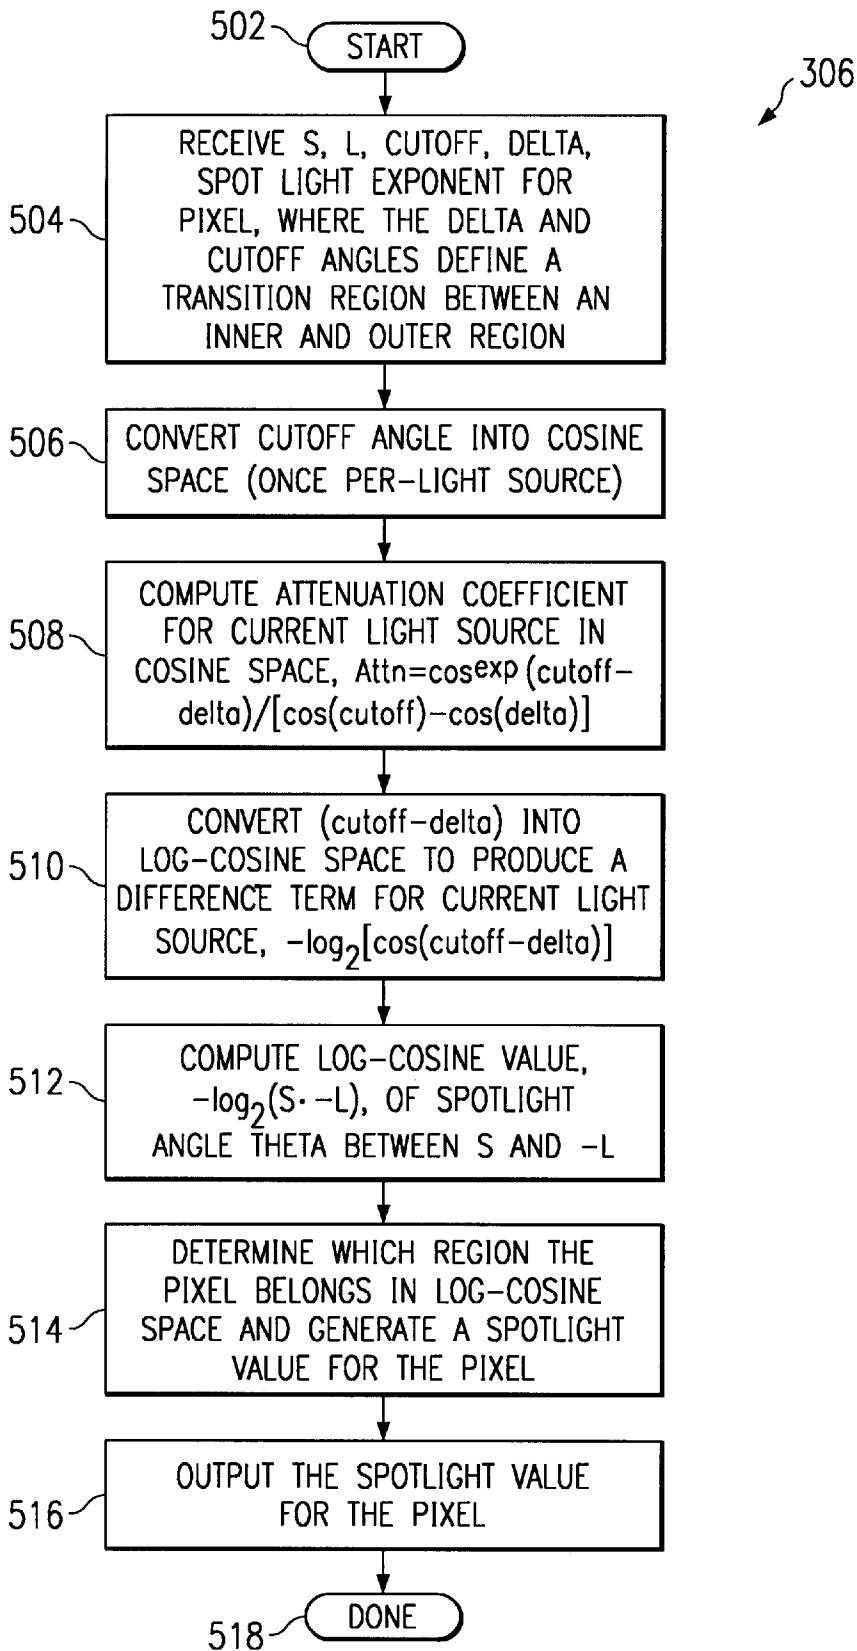 502
START
306
504
RECEIVE S, L, CUTOFF, DELTA,
SPOT LIGHT EXPONENT FOR
PIXEL, WHERE THE DELTA AND
CUTOFF ANGLES DEFINE A
TRANSITION REGION BETWEEN AN
INNER AND OUTER REGION
506
CONVERT CUTOFF ANGLE INTO COSINE
SPACE (ONCE PER-LIGHT SOURCE)
508
COMPUTE ATTENUATION COEFFICIENT
FOR CURRENT LIGHT SOURCE IN
COSINE SPACE, Attn=cos^exp (cutoff-
delta)/[cos(cutoff)-cos(delta)]
510
CONVERT (cutoff-delta) INTO
LOG-COSINE SPACE TO PRODUCE A
DIFFERENCE TERM FOR CURRENT LIGHT
SOURCE, -log₂[cos(cutoff-delta)]
512
COMPUTE LOG-COSINE VALUE,
-log₂(S· -L), OF SPOTLIGHT
ANGLE THETA BETWEEN S AND -L
514
DETERMINE WHICH REGION THE
PIXEL BELONGS IN LOG-COSINE
SPACE AND GENERATE A SPOTLIGHT
VALUE FOR THE PIXEL
516
OUTPUT THE SPOTLIGHT VALUE
FOR THE PIXEL
518
DONE